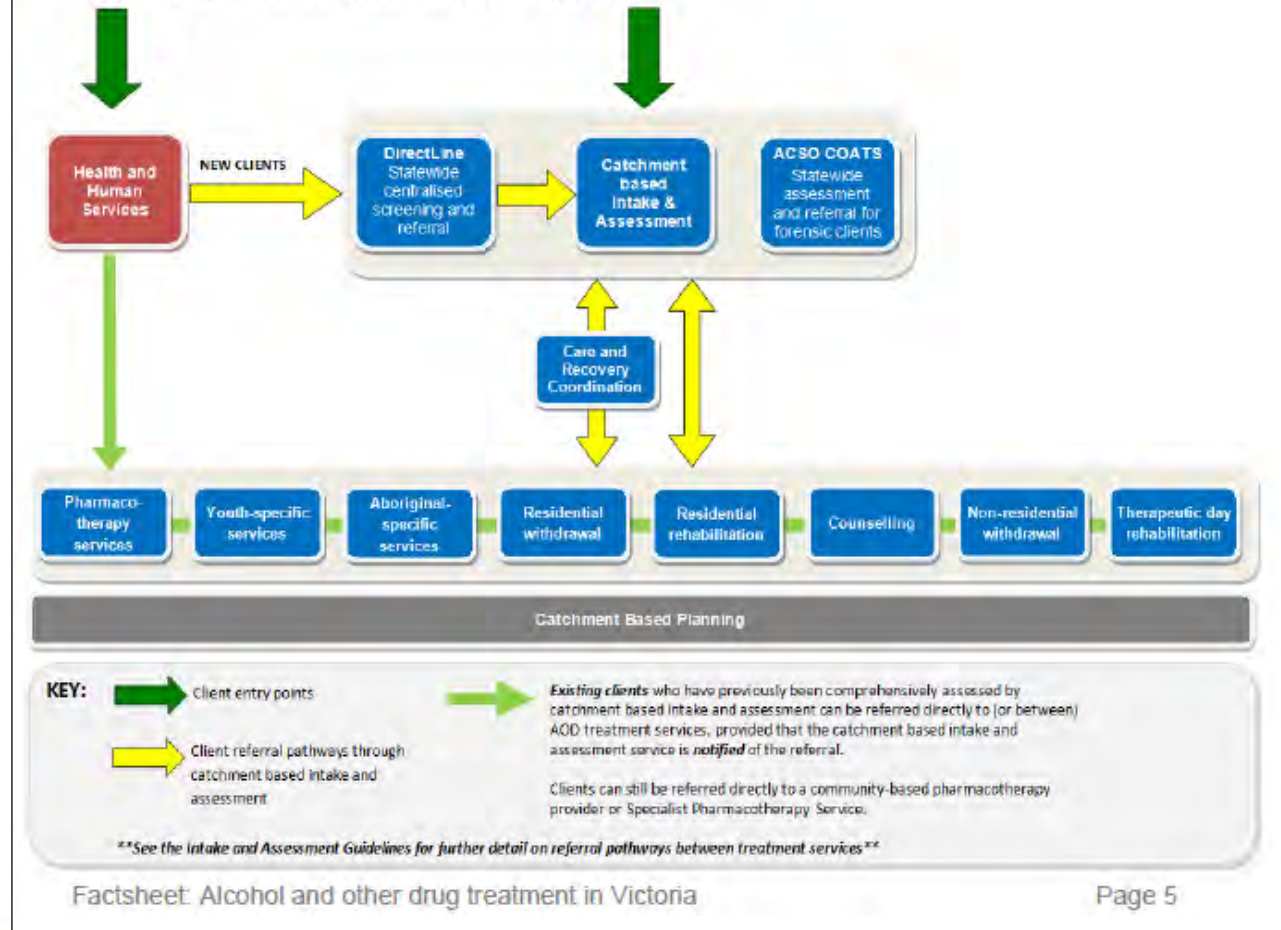 Health and
Human
Services
NEW CLIENTS
DirectLine
Statewide
centralised
screening and
referral
Catchment
based
Intake &
Assessment
ACSO COATS
Statewide
assessment
and referral for
forensic clients
Care and
Recovery
Coordination
Pharmaco-
therapy
services
Youth-specific
services
Aboriginal-
specific
services
Residential
withdrawal
Residential
rehabilitation
Counselling
Non-residential
withdrawal
Therapeutic day
rehabilitation
Catchment Based Planning
KEY:
Client entry points
Client referral pathways through
catchment based intake and
assessment
Existing clients who have previously been comprehensively assessed by
catchment based intake and assessment can be referred directly to (or between)
AOD treatment services, provided that the catchment based intake and
assessment service is notified of the referral.
Clients can still be referred directly to a community-based pharmacotherapy
provider or Specialist Pharmacotherapy Service.
**See the Intake and Assessment Guidelines for further detail on referral pathways between treatment services**
Factsheet: Alcohol and other drug treatment in Victoria
Page 5